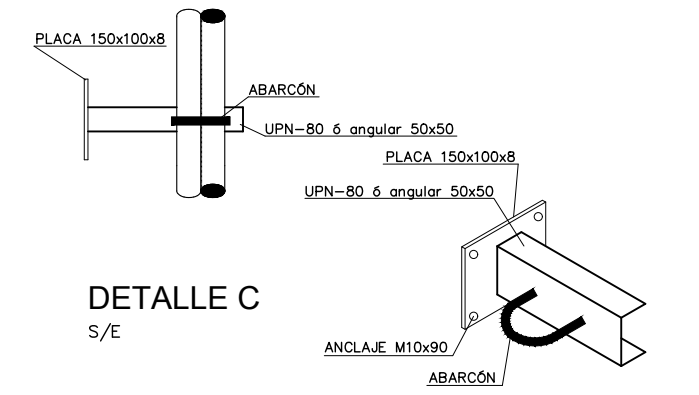 PLACA 150x100x8
ABARCÓN
UPN-80 ó angular 50x50
PLACA 150x100x8
UPN-80 ó angular 50x50
DETALLE C
S/E
ANCLAJE M10x90
ABARCÓN